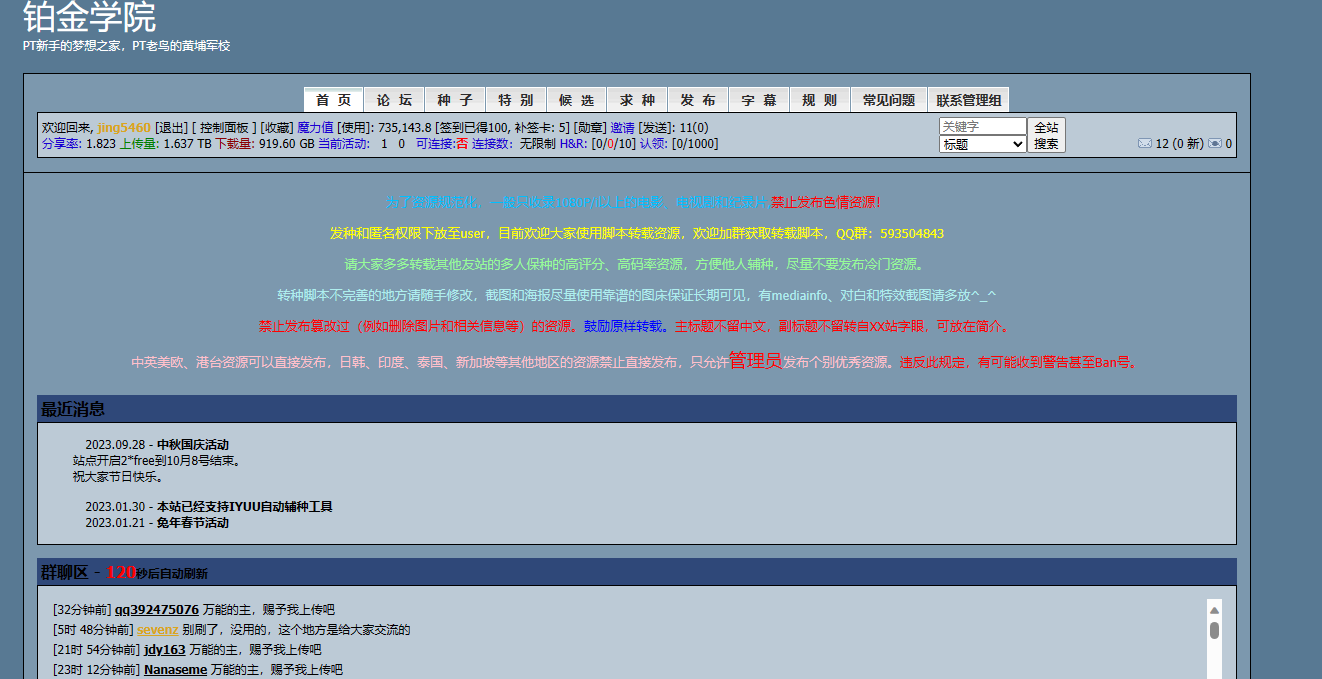 铂金学院
PT新手的梦想之家，PT老鸟的黄埔军校
首 页 论 坛 种 子 特 别 候 选 求 种 发 布 字 幕 规 则 常见问题 联系管理组
欢迎回来, jing5460 [退出] [ 控制面板 ] [收藏] 魔力值 [使用]: 735,143.8 [签到已得100, 补签卡: 5] [勋章] 邀请 [发送]: 11(0)
关键字 全站
分享率: 1.823 上传量: 1.637 TB 下载量: 919.60 GB 当前活动: 1 0 可连接:否 连接数：无限制 H&R: [0/0/10] 认领: [0/1000]
标题 搜索 12 (0 新) 0
禁止发布色情资源！
发种和匿名权限下放至user，目前欢迎大家使用脚本转载资源，欢迎加群获取转载脚本，QQ群：593504843
请大家多多转载其他友站的多人保种的高评分、高码率资源，方便他人辅种，尽量不要发布冷门资源。
转种脚本不完善的地方请随手修改，截图和海报尽量使用靠谱的图床保证长期可见，有mediainfo、对白和特效截图请多放^_^
禁止发布篡改过（例如删除图片和相关信息等）的资源。鼓励原样转载。主标题不留中文，副标题不留转自XX站字眼，可放在简介。
中英美欧、港台资源可以直接发布，日韩、印度、泰国、新加坡等其他地区的资源禁止直接发布，只允许管理员发布个别优秀资源。违反此规定，有可能收到警告甚至Ban号。
最近消息
2023.09.28 - 中秋国庆活动
站点开启2*free到10月8号结束。
祝大家节日快乐。
2023.01.30 - 本站已经支持IYUU自动辅种工具
2023.01.21 - 兔年春节活动
群聊区 - 120秒后自动刷新
[32分钟前] qq392475076 万能的主，赐予我上传吧
[5时 48分钟前] sevenz 别刷了，没用的，这个地方是给大家交流的
[21时 54分钟前] jdy163 万能的主，赐予我上传吧
[23时 12分钟前] Nanaseme 万能的主，赐予我上传吧